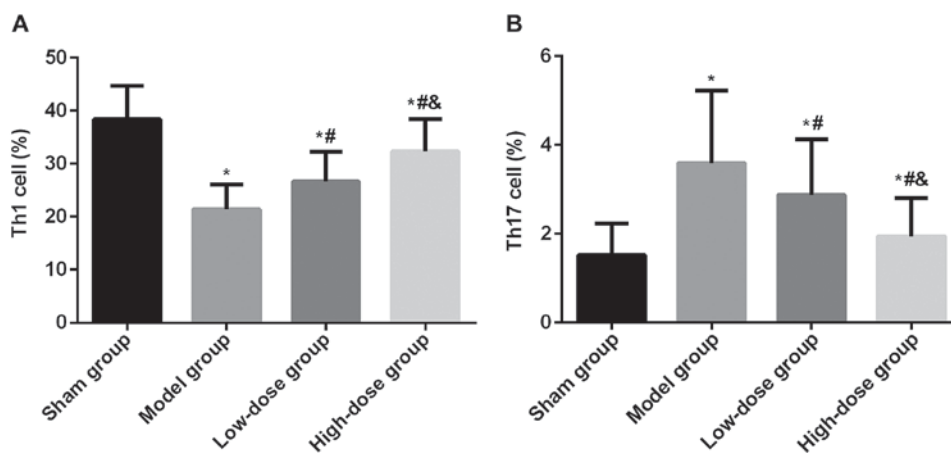 A
Th1 cell (%)
50
40
30
20
10
0
*
*#
*#&
Sham group
Model group
Low-dose group
High-dose group
B
Th17 cell (%)
6
4
2
0
*
*#
*#&
Sham group
Model group
Low-dose group
High-dose group